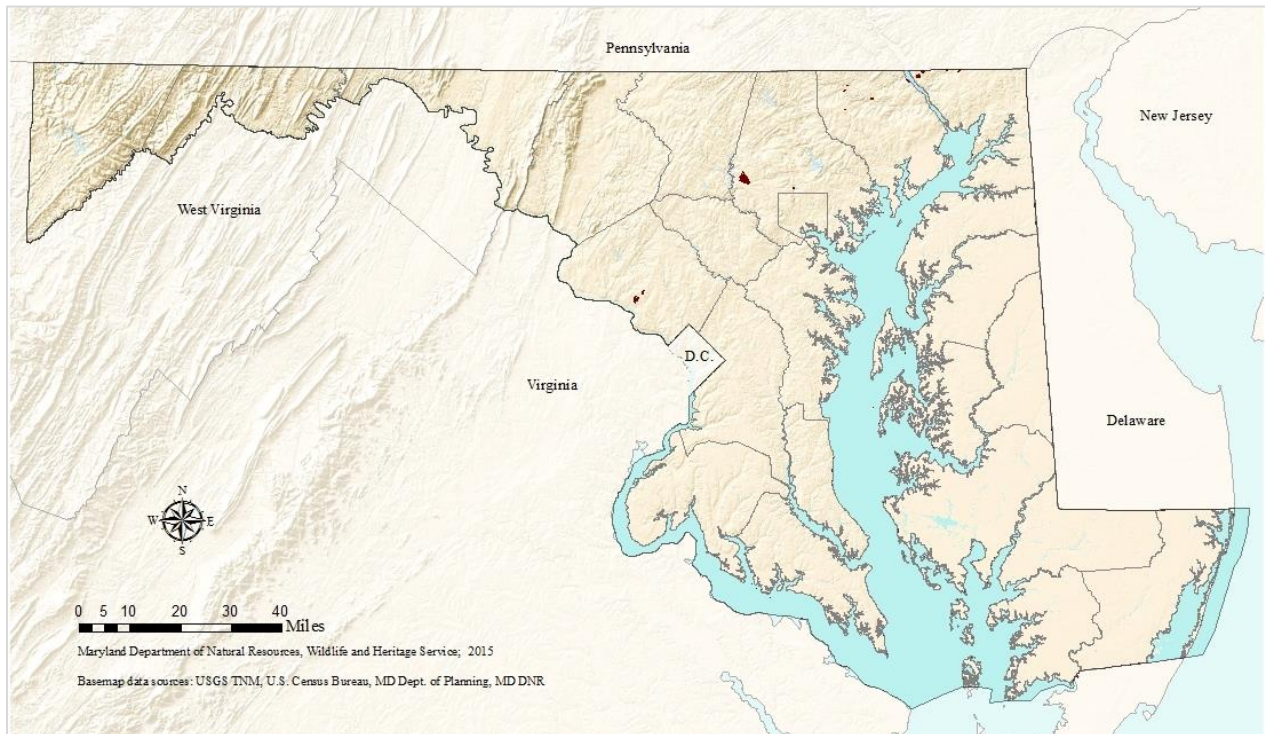 Pennsylvania
New Jersey
West Virginia
D.C.
Virginia
Delaware
N
W E
S
0 5 10 20 30 40
Miles
Maryland Department of Natural Resources, Wildlife and Heritage Service; 2015
Basemap data sources: USGS TNM, U.S. Census Bureau, MD Dept. of Planning, MD DNR